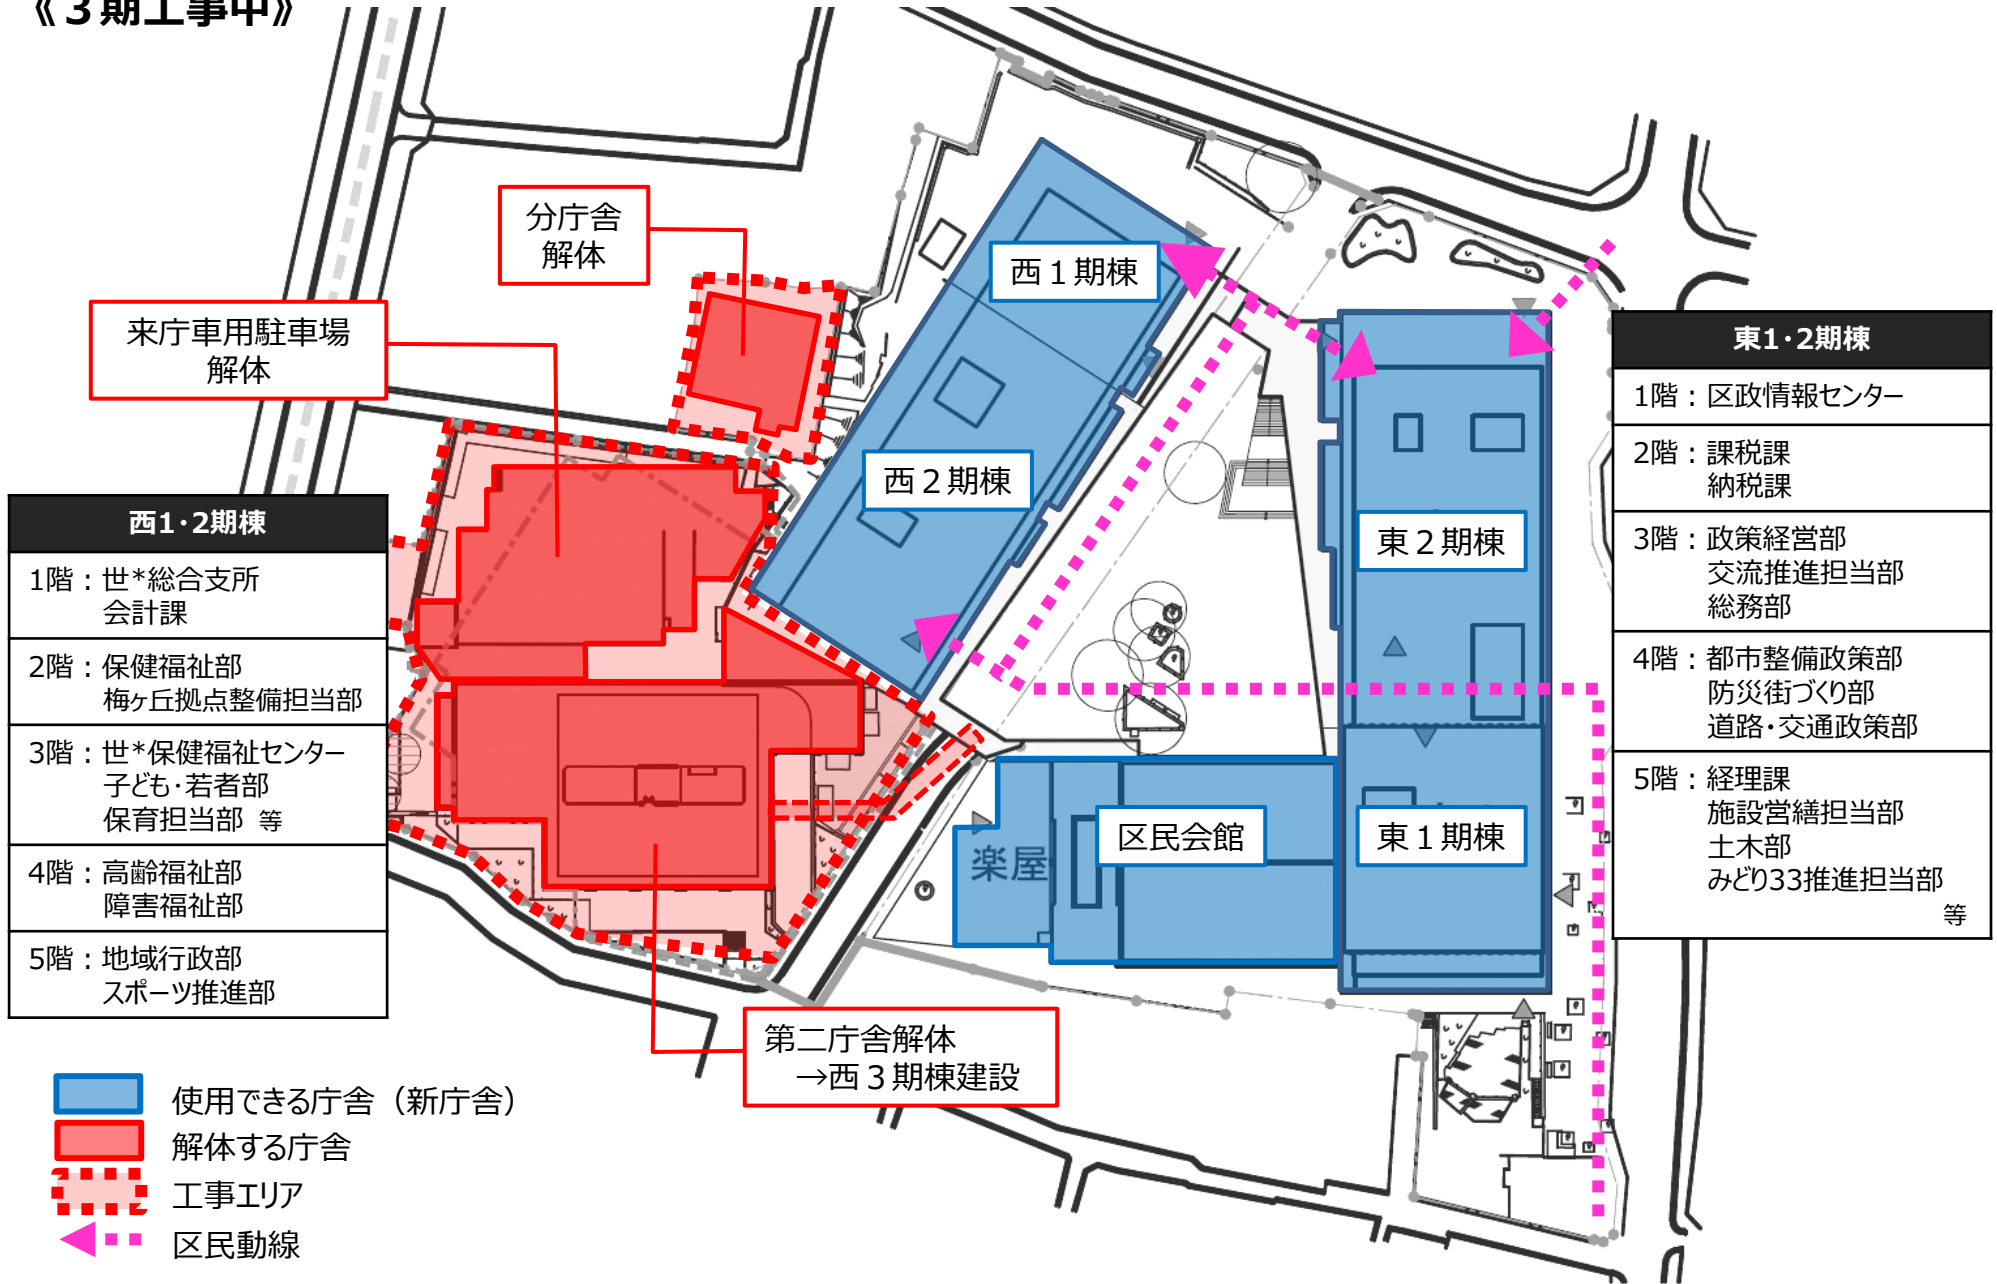 《３期工事中》
分庁舎
解体
来庁車用駐車場
解体
西１期棟
西２期棟
東２期棟
東１期棟
区民会館
楽屋
第二庁舎解体
→西３期棟建設
西1・2期棟
1階：世*総合支所
会計課
2階：保健福祉部
梅ヶ丘拠点整備担当部
3階：世*保健福祉センター
子ども・若者部
保育担当部 等
4階：高齢福祉部
障害福祉部
5階：地域行政部
スポーツ推進部
東1・2期棟
1階：区政情報センター
2階：課税課
納税課
3階：政策経営部
交流推進担当部
総務部
4階：都市整備政策部
防災街づくり部
道路・交通政策部
5階：経理課
施設営繕担当部
土木部
みどり33推進担当部
等
使用できる庁舎（新庁舎）
解体する庁舎
工事エリア
区民動線